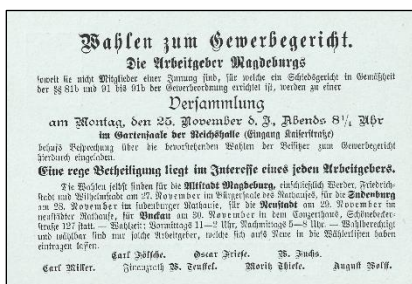 Wahlen zum Gewerbegericht.
Die Arbeitgeber Magdeburgs
soweit sie nicht Mitglieder einer Innung sind, für welche ein Schiedsgericht in Gemäßheit
der §§ 81b und 91 bis 91b der Gewerbeordnung errichtet ist, werden zu einer
Versammlung
am Montag, den 25. November d. J. Abends 8¼ Uhr
im Gartensaale der Reichshalle (Eingang Kaiserstraße)
behufs Besprechung über die bevorstehenden Wahlen der Beisitzer zum Gewerbegericht
hierdurch eingeladen.
Eine rege Betheiligung liegt im Interesse eines jeden Arbeitgebers.
Die Wahlen selbst finden für die Altstadt Magdeburg, einschließlich Werder, Friedrich-
stadt und Wilhelmstadt am 27. November im Bürgersaale des Rathauses, für die Sudenburg
am 28. November im Sudenburger Rathause, für die Neustadt am 29. November im
neustädter Rathause, für Buckau am 30. November in dem Conzerthaus, Schönebecker-
straße 127 statt. — Wahlzeit: Vormittags 11—2 Uhr, Nachmittags 5—8 Uhr. — Wahlberechtigt
und wählbar sind nur solche Arbeitgeber, welche sich aufs Neue in die Wählerlisten haben
eintragen lassen.
Carl Oscar Friese. W. Fuchs.
Carl Miller. Finanzrath W. Teuffel. Moritz Thiele. August Wolff.